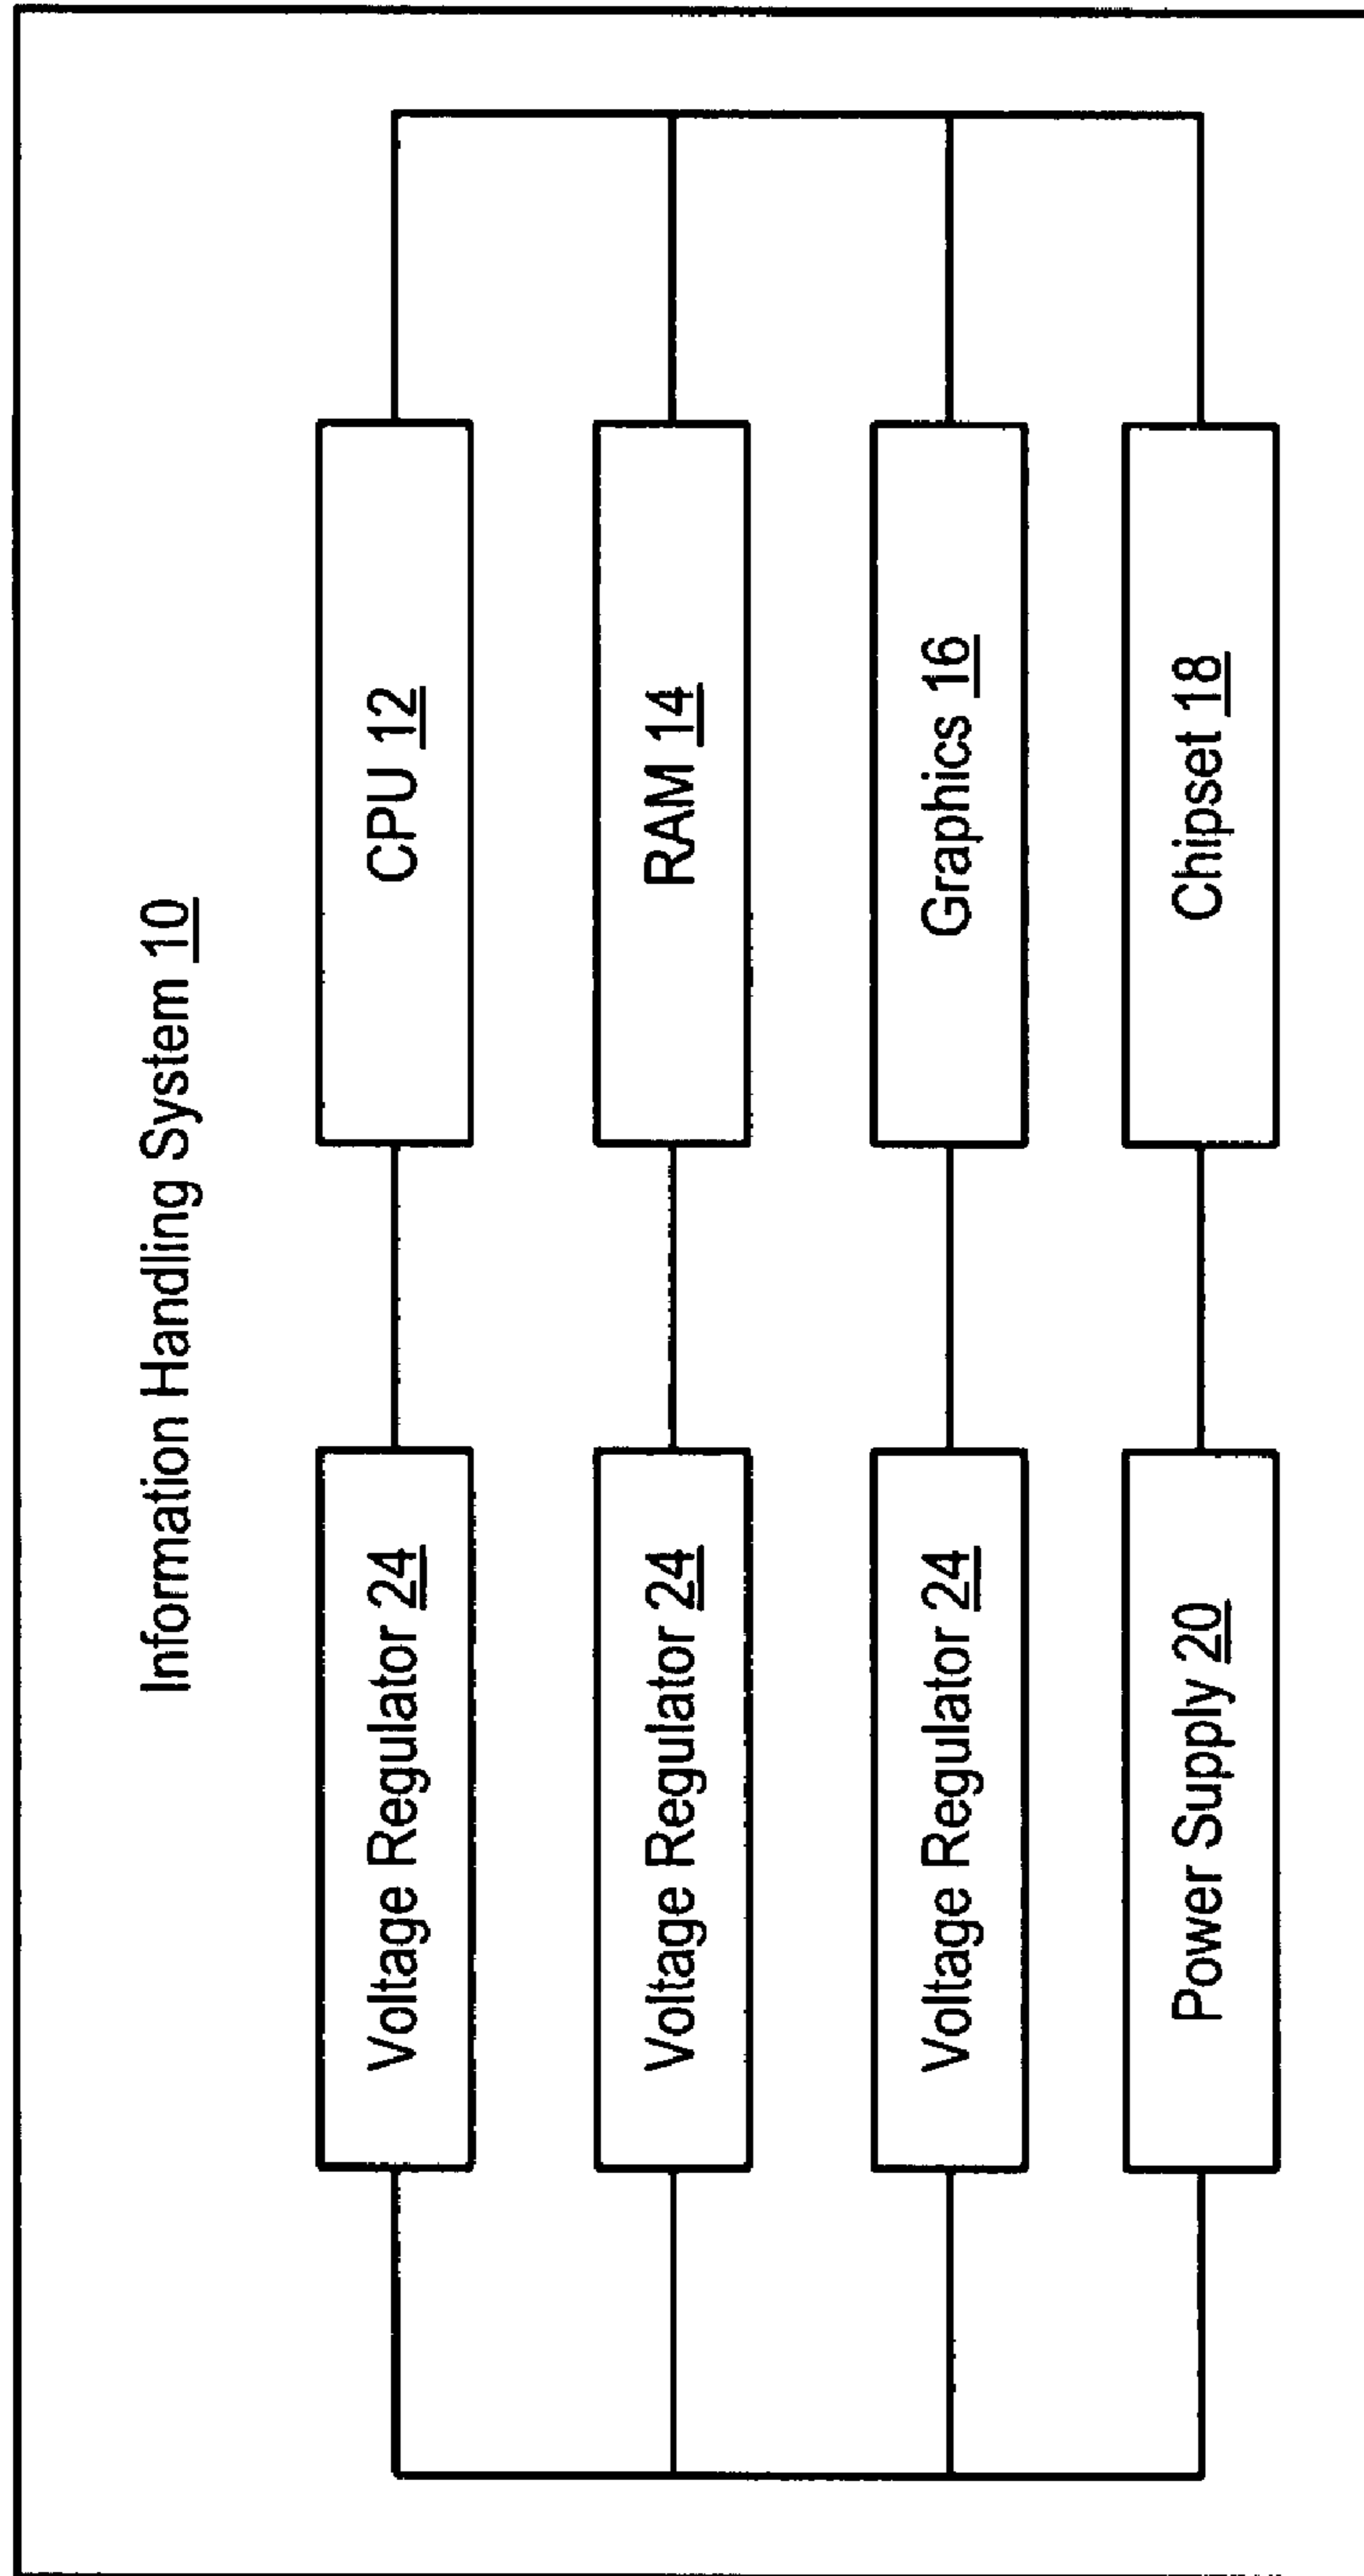 Information Handling System 10
Voltage Regulator 24
CPU 12
Voltage Regulator 24
RAM 14
Voltage Regulator 24
Graphics 16
Power Supply 20
Chipset 18